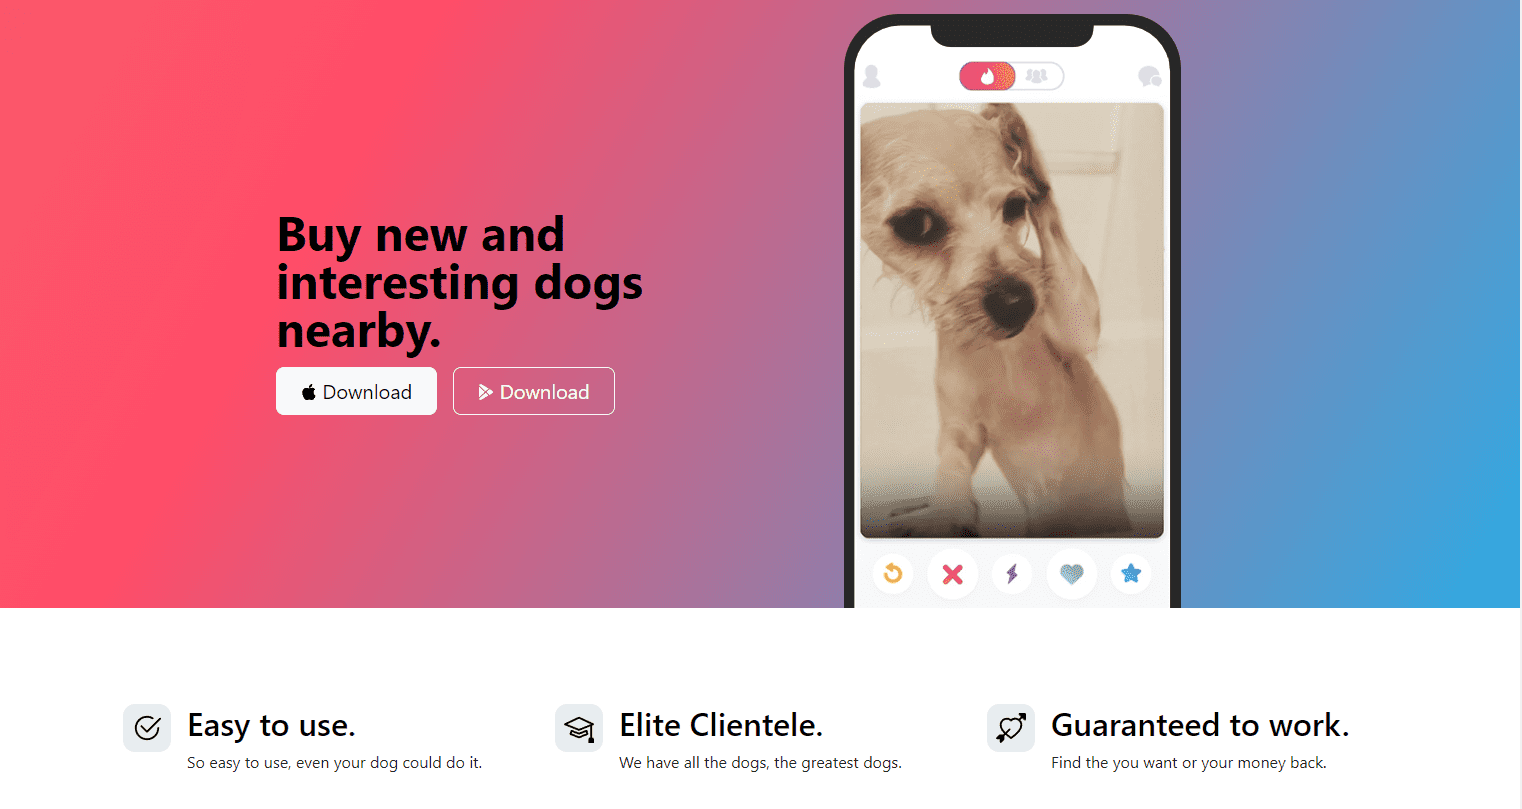 Buy new and
interesting dogs
nearby.
Download
Download
Easy to use.
So easy to use, even your dog could do it.
Elite Clientele.
We have all the dogs, the greatest dogs.
Guaranteed to work.
Find the you want or your money back.